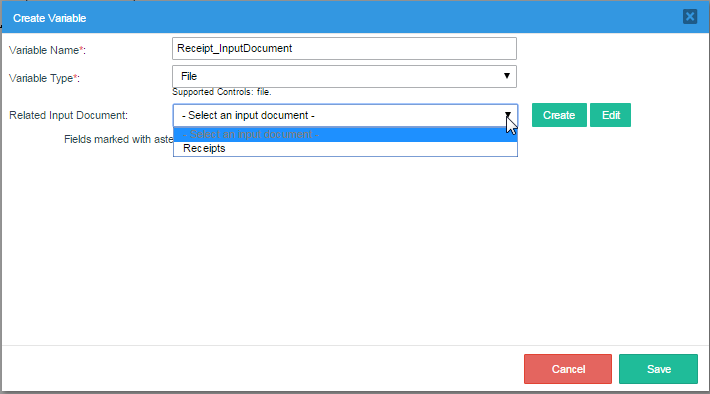 Create Variable
Variable Name*: Receipt_InputDocument
Variable Type*: File
Supported Controls: file.
Related Input Document: - Select an input document - Create Edit
- Select an input document -
Fields marked with aste
Receipts
Cancel Save